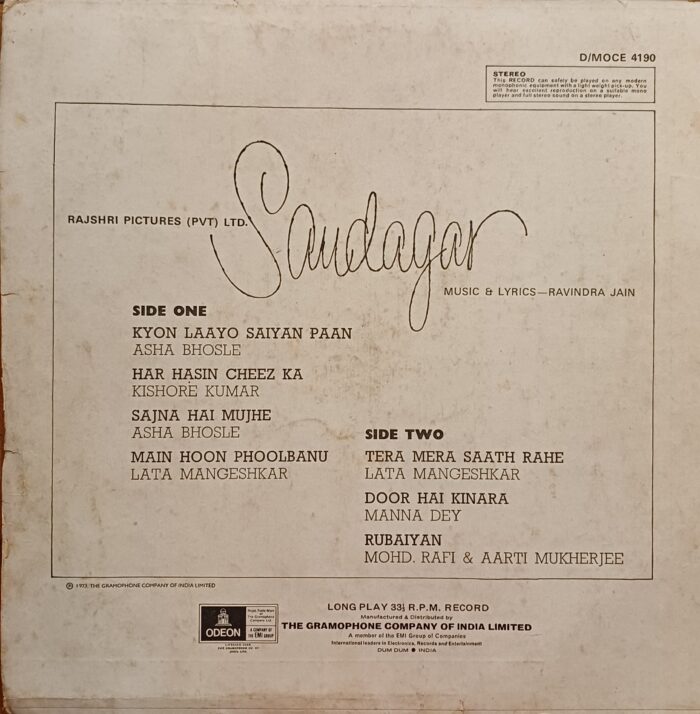 D/MOCE 4190
STEREO
This RECORD can safely be played on any modern
monophonic equipment with a light weight pick-up. You
will hear excellent reproduction on a suitable mono
player and full stereo sound on a stereo player.
RAJSHRI PICTURES (PVT) LTD.
Saudagar
MUSIC & LYRICS—RAVINDRA JAIN
SIDE ONE
KYON LAAYO SAIYAN PAAN
ASHA BHOSLE
HAR HASIN CHEEZ KA
KISHORE KUMAR
SAJNA HAI MUJHE
ASHA BHOSLE
MAIN HOON PHOOLBANU
LATA MANGESHKAR
SIDE TWO
TERA MERA SAATH RAHE
LATA MANGESHKAR
DOOR HAI KINARA
MANNA DEY
RUBAIYAN
MOHD. RAFI & AARTI MUKHERJEE
℗ 1973, THE GRAMOPHONE COMPANY OF INDIA LIMITED
ODEON
A COMPANY OF
THE EMI GROUP
LONG PLAY 33⅓ R.P.M. RECORD
Manufactured & Distributed by
THE GRAMOPHONE COMPANY OF INDIA LIMITED
A member of the EMI Group of Companies
International leaders in Electronics, Records and Entertainment
DUM DUM ● INDIA